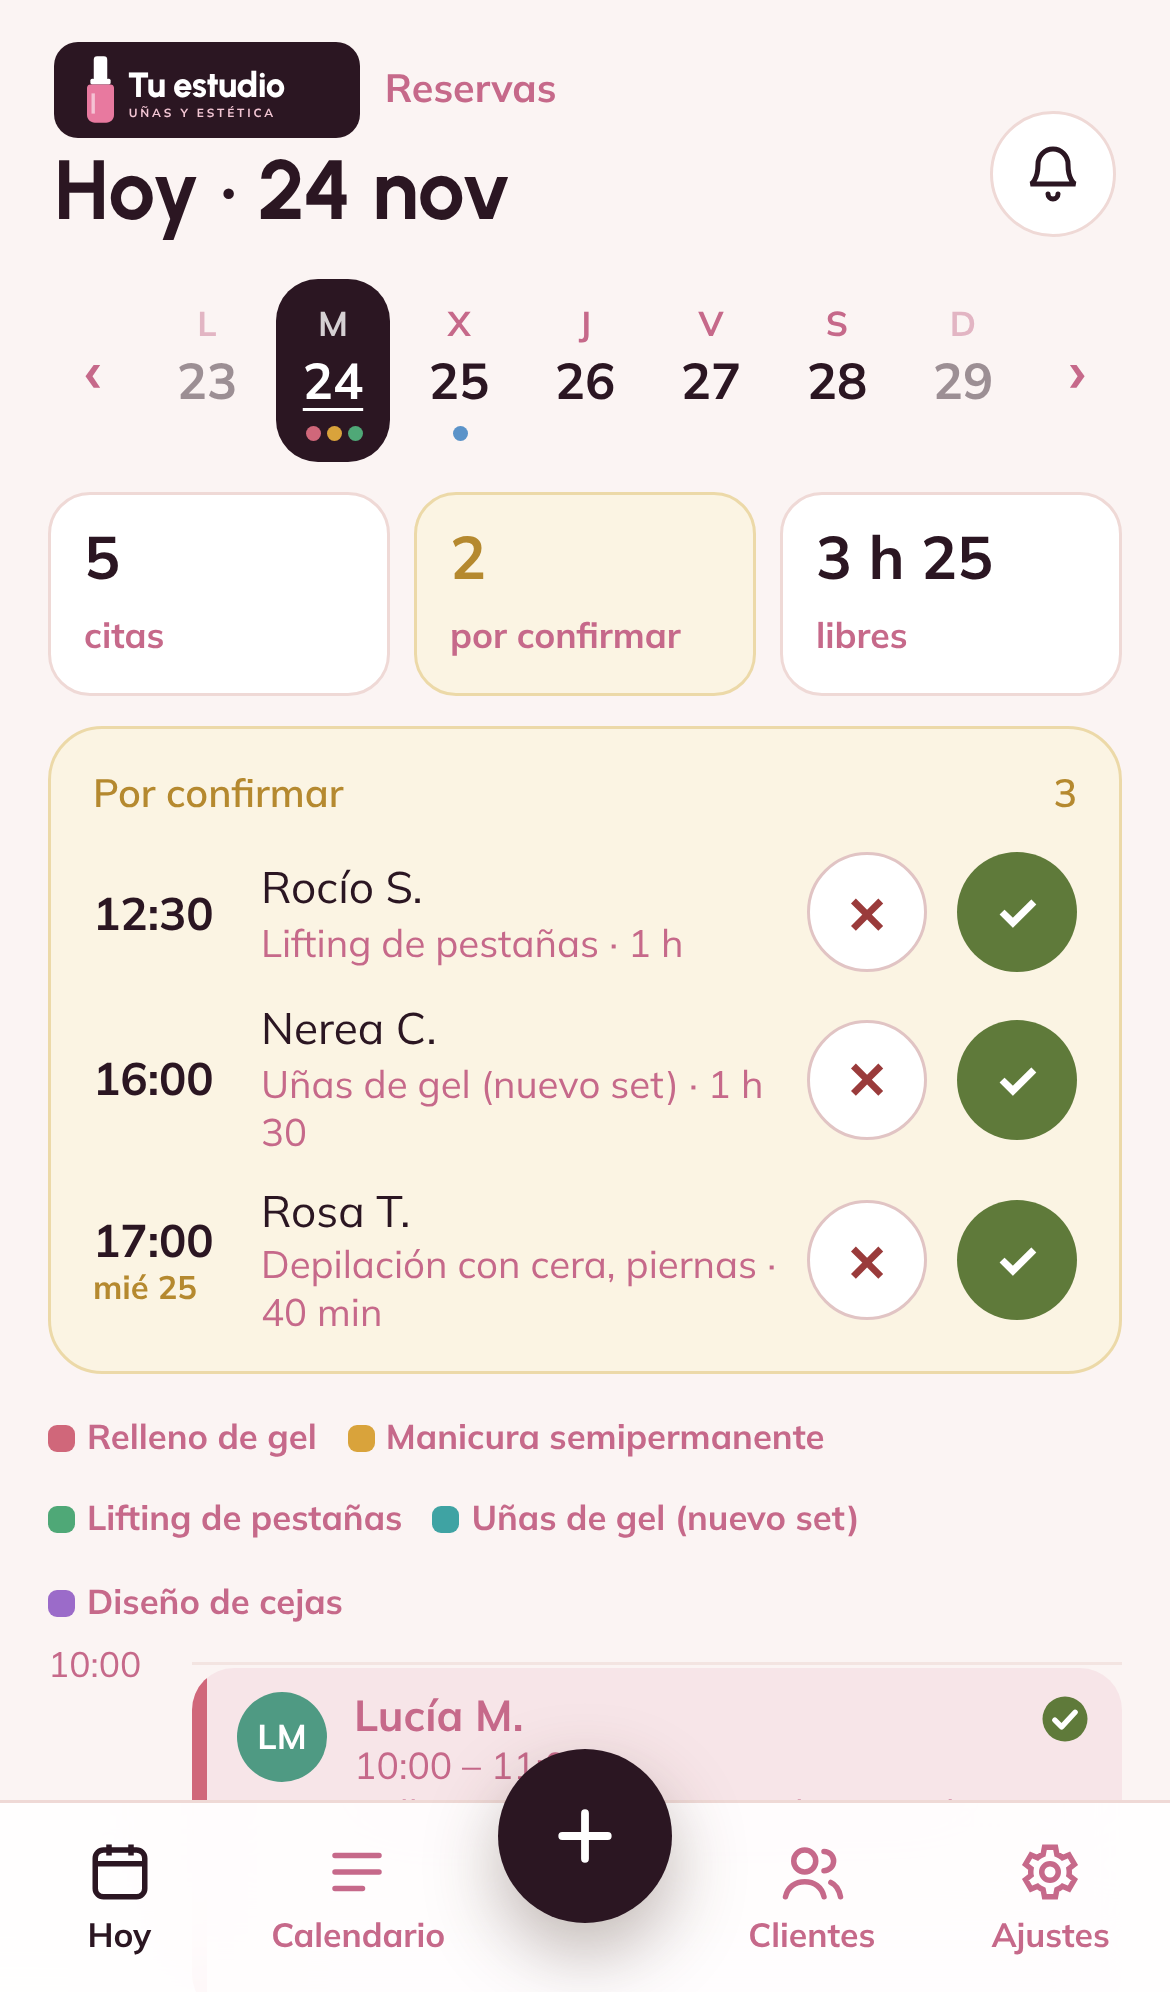 Tu estudio
UÑAS Y ESTÉTICA
Reservas
Hoy · 24 nov
L M X J V S D
‹ 23 24 25 26 27 28 29 ›
5
citas
2
por confirmar
3 h 25
libres
Por confirmar 3
12:30
Rocío S.
Lifting de pestañas · 1 h
16:00
Nerea C.
Uñas de gel (nuevo set) · 1 h
30
17:00
mié 25
Rosa T.
Depilación con cera, piernas ·
40 min
Relleno de gel Manicura semipermanente
Lifting de pestañas Uñas de gel (nuevo set)
Diseño de cejas
10:00
LM
Lucía M.
10:00 –
Hoy Calendario Clientes Ajustes